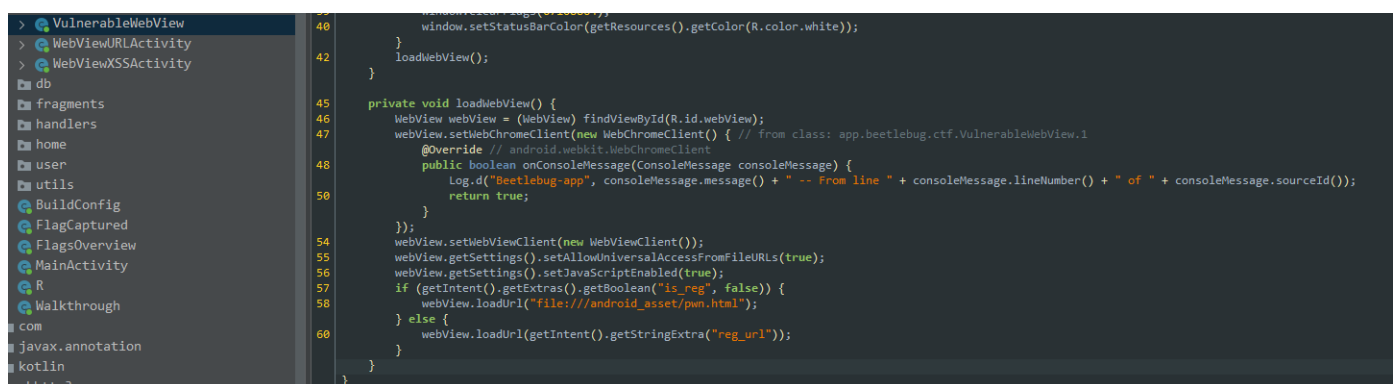 VulnerableWebView
WebViewURLActivity
WebViewXSSActivity
db
fragments
handlers
home
user
utils
BuildConfig
FlagCaptured
FlagsOverview
MainActivity
R
Walkthrough
com
javax.annotation
kotlin
40 window.setStatusBarColor(getResources().getColor(R.color.white));
}
42 loadWebView();
}
45 private void loadWebView() {
46 WebView webView = (WebView) findViewById(R.id.webView);
47 webView.setWebChromeClient(new WebChromeClient() { // from class: app.beetlebug.ctf.VulnerableWebView.1
@Override // android.webkit.WebChromeClient
48 public boolean onConsoleMessage(ConsoleMessage consoleMessage) {
Log.d("Beetlebug-app", consoleMessage.message() + " -- From line " + consoleMessage.lineNumber() + " of " + consoleMessage.sourceId());
50 return true;
}
});
54 webView.setWebViewClient(new WebViewClient());
55 webView.getSettings().setAllowUniversalAccessFromFileURLs(true);
56 webView.getSettings().setJavaScriptEnabled(true);
57 if (getIntent().getExtras().getBoolean("is_reg", false)) {
58 webView.loadUrl("file:///android_asset/pwn.html");
} else {
60 webView.loadUrl(getIntent().getStringExtra("reg_url"));
}
}
}